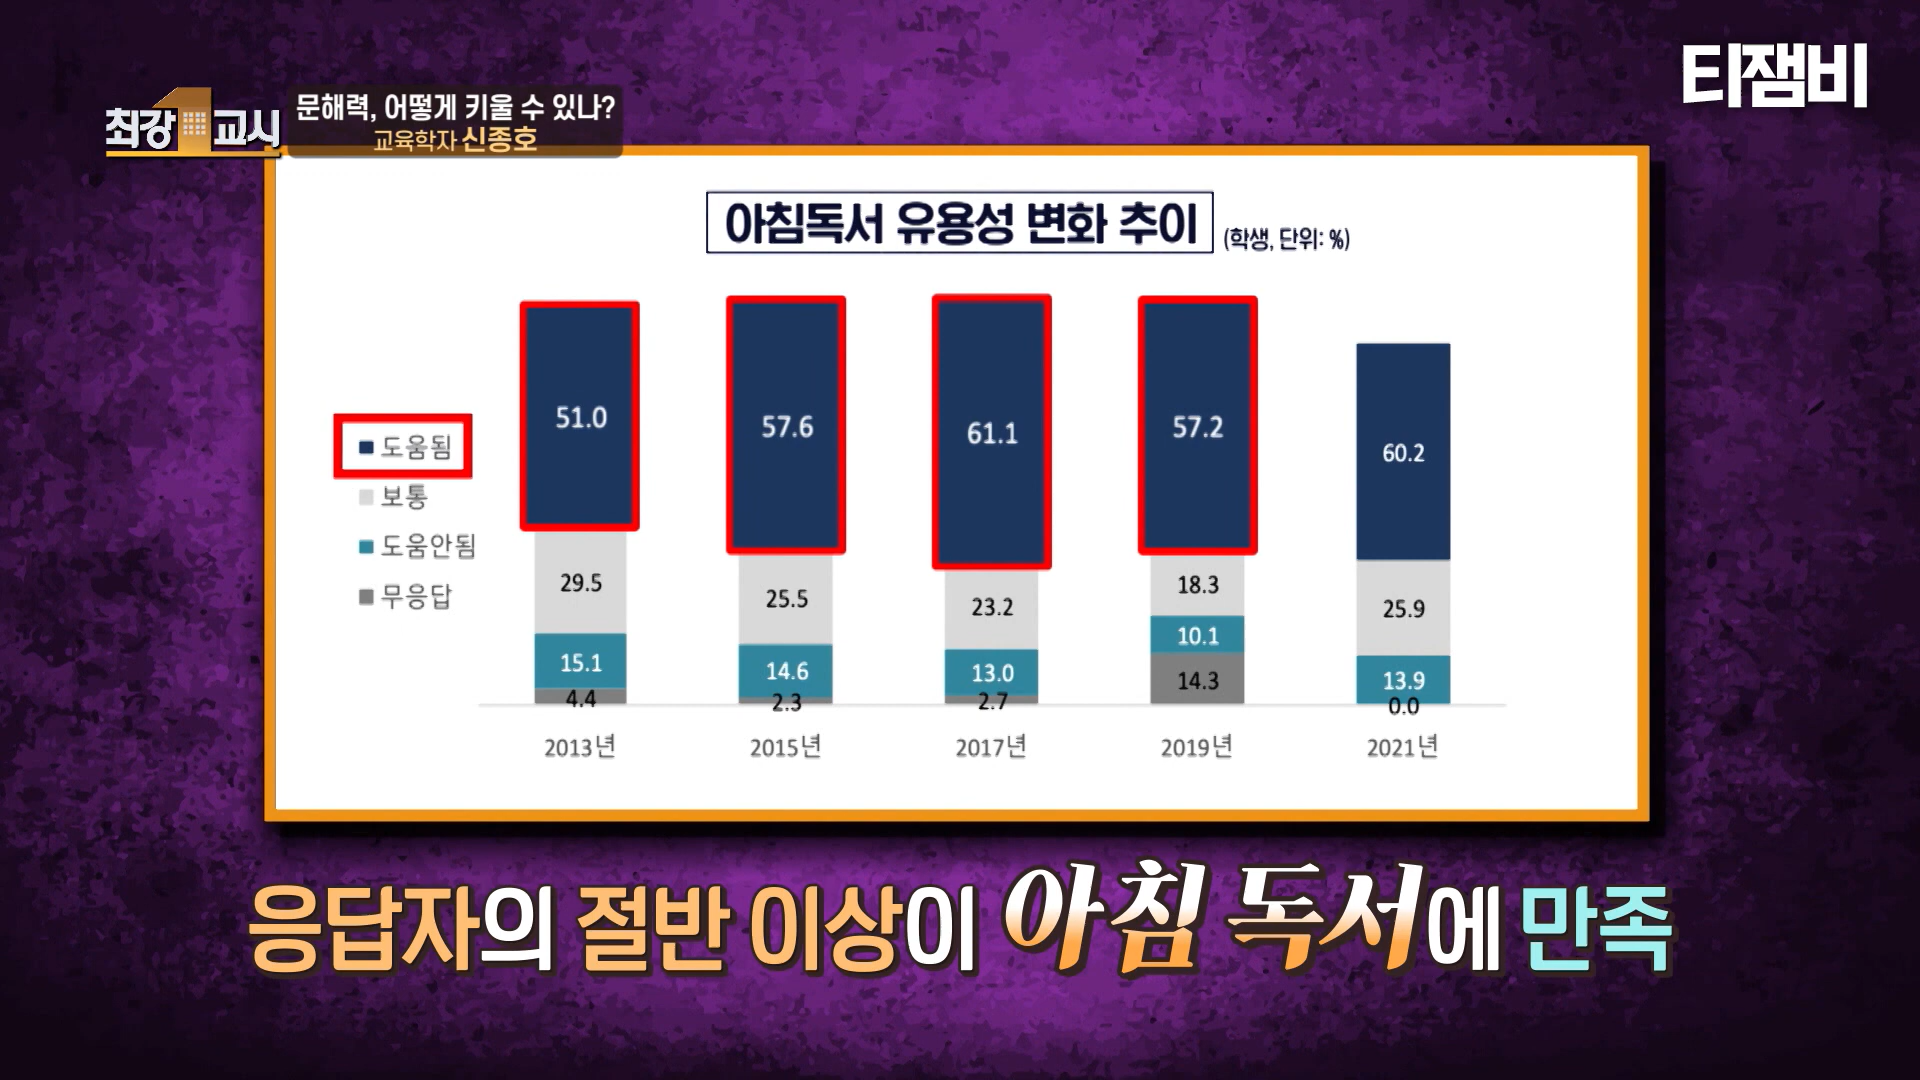 티잼비
최강1교시
문해력, 어떻게 키울 수 있나?
교육학자 신종호
아침독서 유용성 변화 추이 (학생, 단위: %)
도움됨
보통
도움안됨
무응답
51.0 57.6 61.1 57.2 60.2
29.5 25.5 23.2 18.3 25.9
15.1 14.6 13.0 10.1 13.9
4.4 2.3 2.7 14.3 0.0
2013년 2015년 2017년 2019년 2021년
응답자의 절반 이상이 아침 독서에 만족